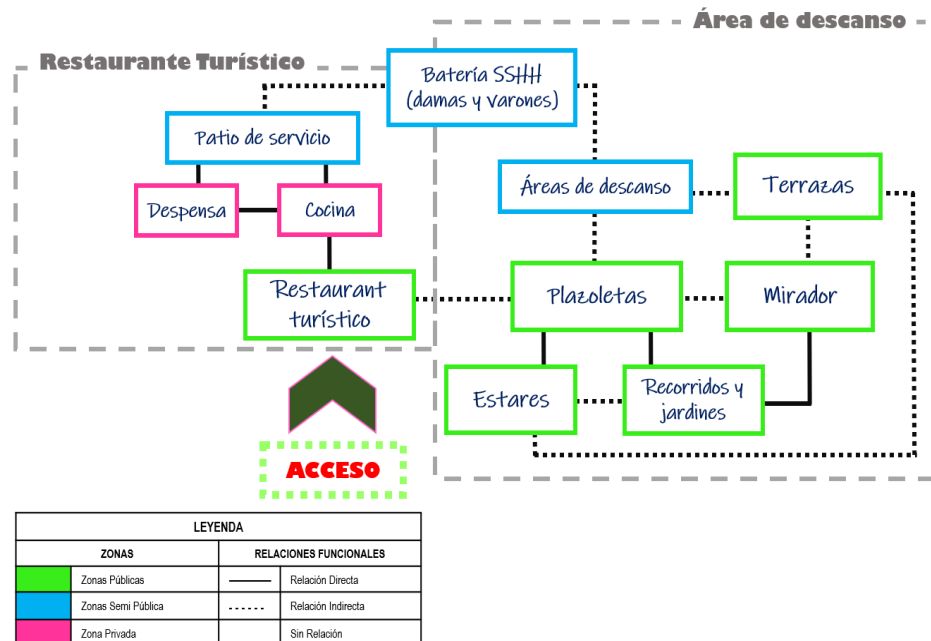 Área de descanso
Restaurante Turístico
Batería SSHH
(damas y varones)
Patio de servicio
Áreas de descanso
Terrazas
Despensa
Cocina
Restaurant
turístico
Plazoletas
Mirador
Estares
Recorridos y
jardines
ACCESO
LEYENDA
ZONAS
RELACIONES FUNCIONALES
Zonas Públicas
Relación Directa
Zonas Semi Pública
Relación Indirecta
Zona Privada
Sin Relación